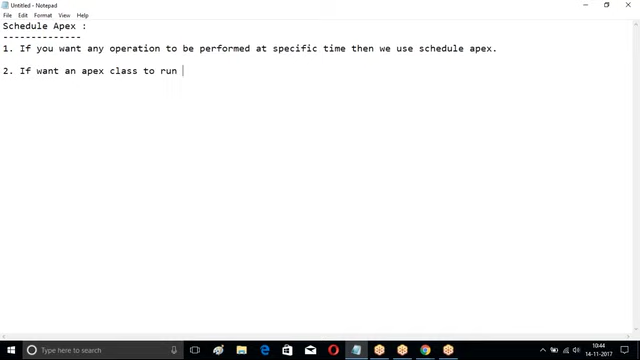 Untitled - Notepad
File Edit Format View Help
Schedule Apex :
--------------
1. If you want any operation to be performed at specific time then we use schedule apex.
2. If want an apex class to run
Type here to search
10:44
14-11-2017